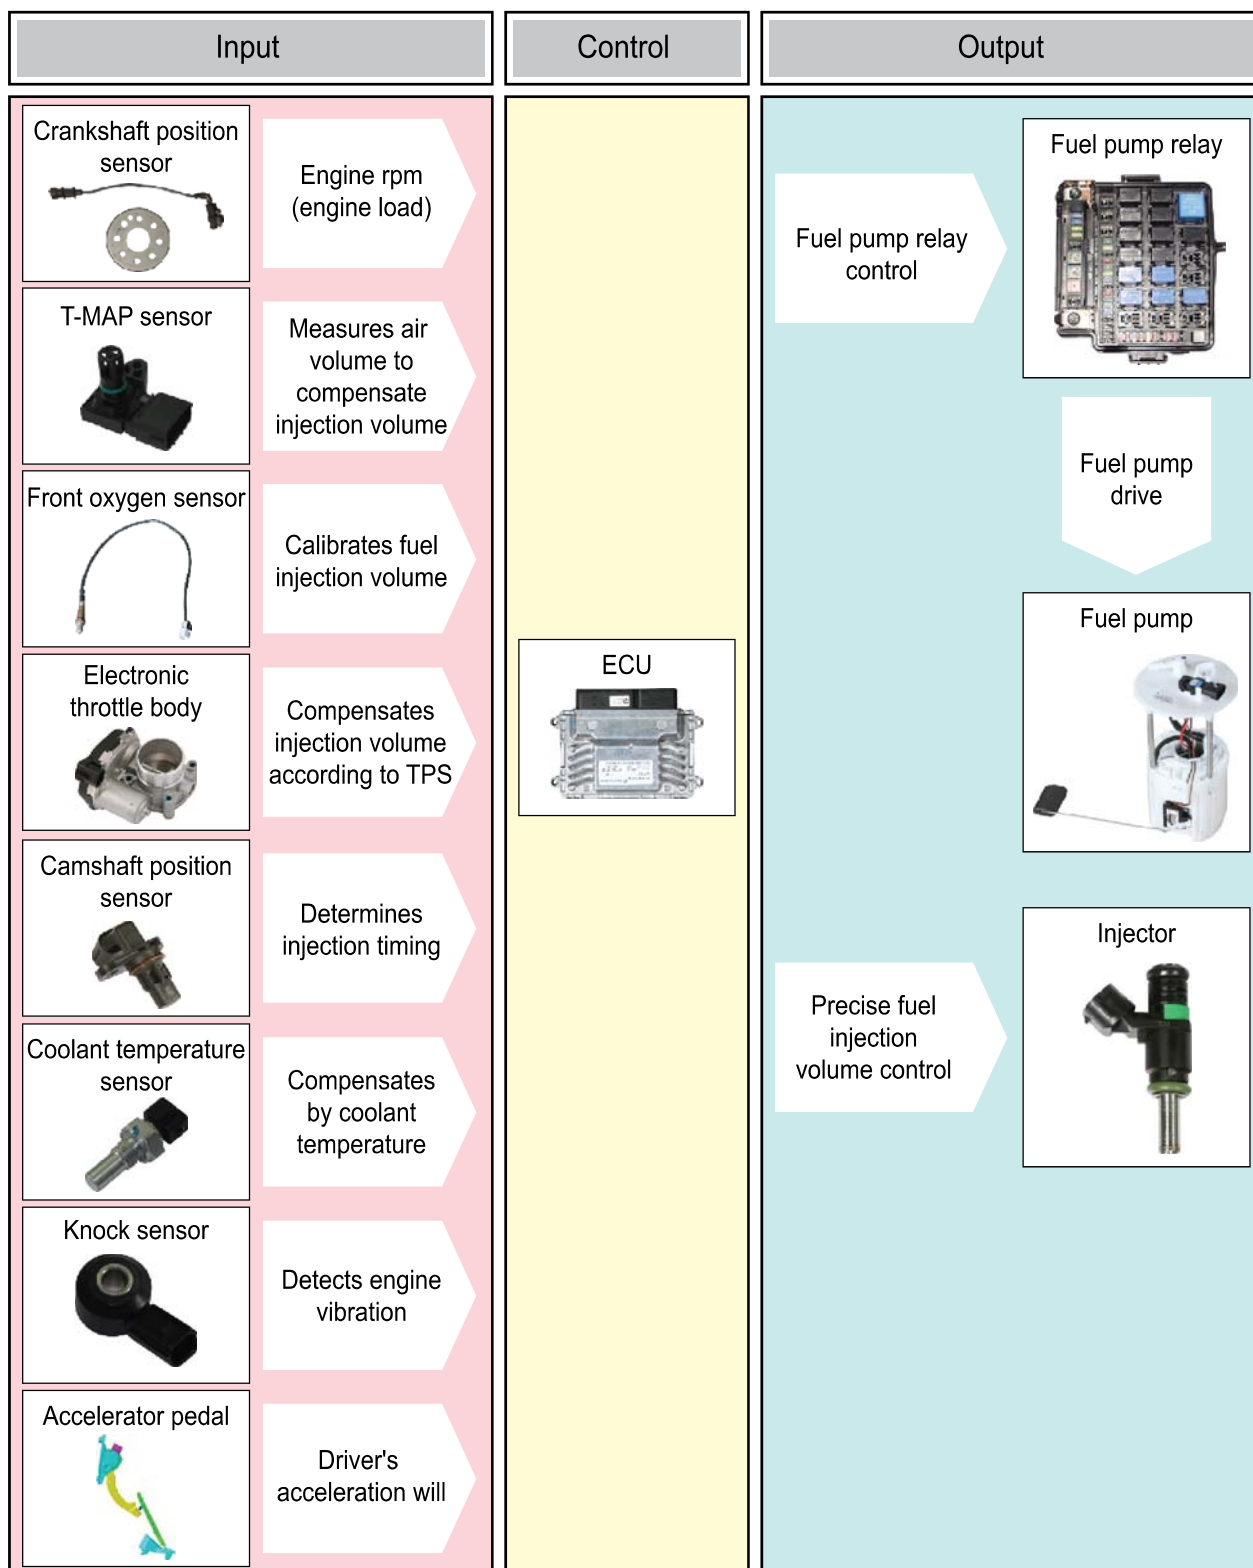 Input
Control
Output
Crankshaft position
sensor
Engine rpm
(engine load)
T-MAP sensor
Measures air
volume to
compensate
injection volume
Front oxygen sensor
Calibrates fuel
injection volume
Electronic
throttle body
Compensates
injection volume
according to TPS
Camshaft position
sensor
Determines
injection timing
Coolant temperature
sensor
Compensates
by coolant
temperature
Knock sensor
Detects engine
vibration
Accelerator pedal
Driver's
acceleration will
ECU
Fuel pump relay
control
Fuel pump relay
Fuel pump
drive
Fuel pump
Precise fuel
injection
volume control
Injector